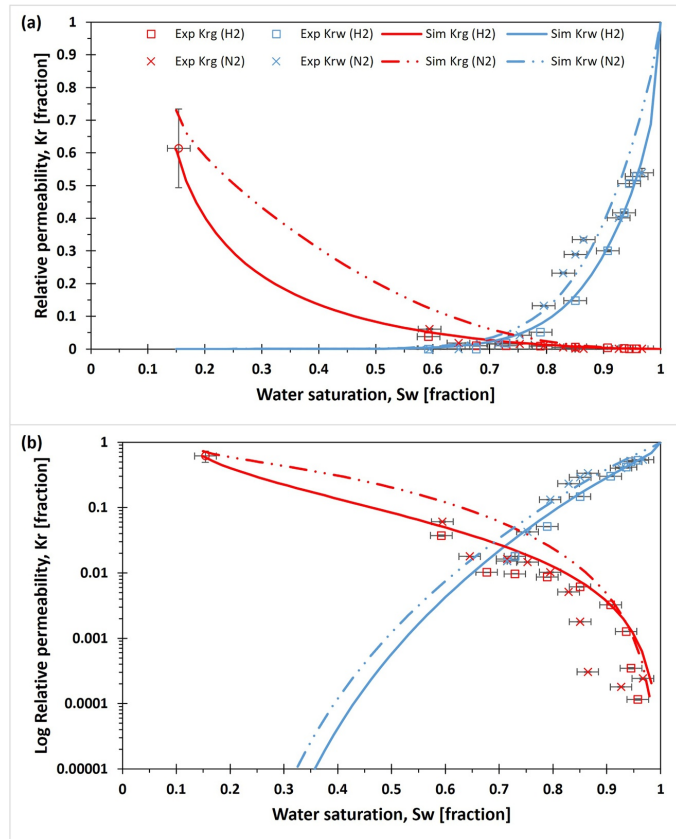 (a)
Exp Krg (H2) Exp Krw (H2) Sim Krg (H2) Sim Krw (H2)
Exp Krg (N2) Exp Krw (N2) Sim Krg (N2) Sim Krw (N2)
Relative permeability, Kr [fraction]
1
0.9
0.8
0.7
0.6
0.5
0.4
0.3
0.2
0.1
0
0 0.1 0.2 0.3 0.4 0.5 0.6 0.7 0.8 0.9 1
Water saturation, Sw [fraction]
(b)
Log Relative permeability, Kr [fraction]
1
0.1
0.01
0.001
0.0001
0.00001
0 0.1 0.2 0.3 0.4 0.5 0.6 0.7 0.8 0.9 1
Water saturation, Sw [fraction]